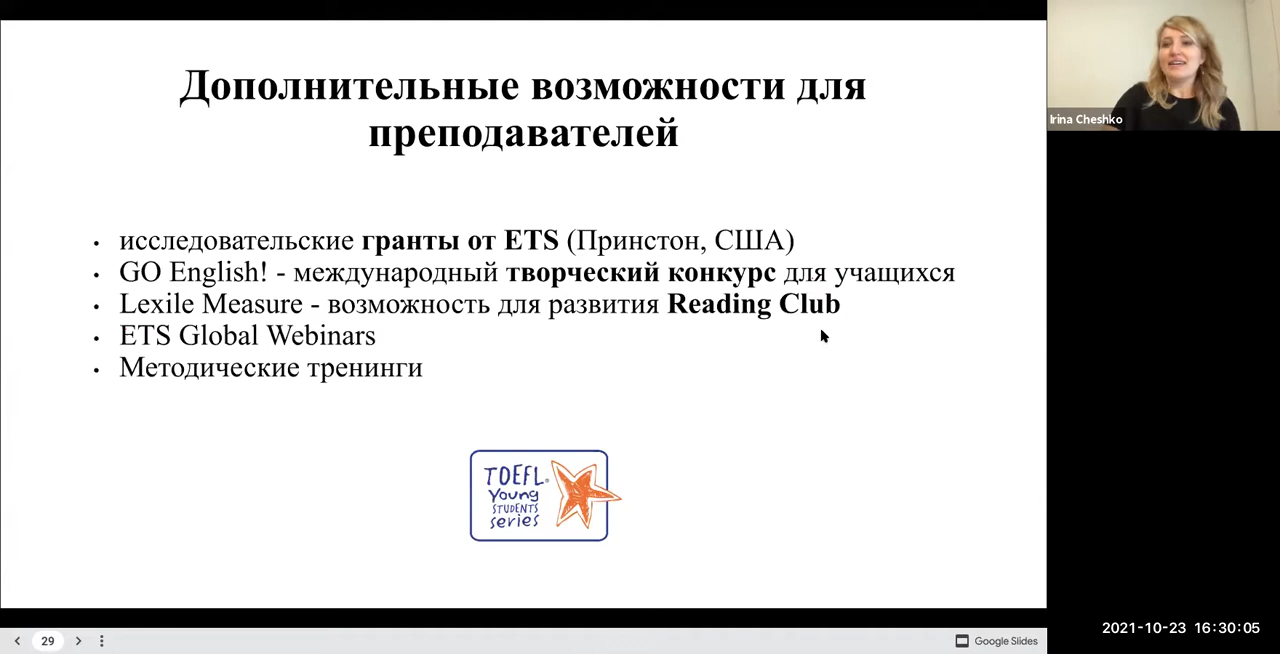 Дополнительные возможности для
преподавателей
• исследовательские гранты от ETS (Принстон, США)
• GO English! - международный творческий конкурс для учащихся
• Lexile Measure - возможность для развития Reading Club
• ETS Global Webinars
• Методические тренинги
TOEFL®
Young
STUDENTS
series
Irina Cheshko
29
Google Slides
2021-10-23 16:30:05